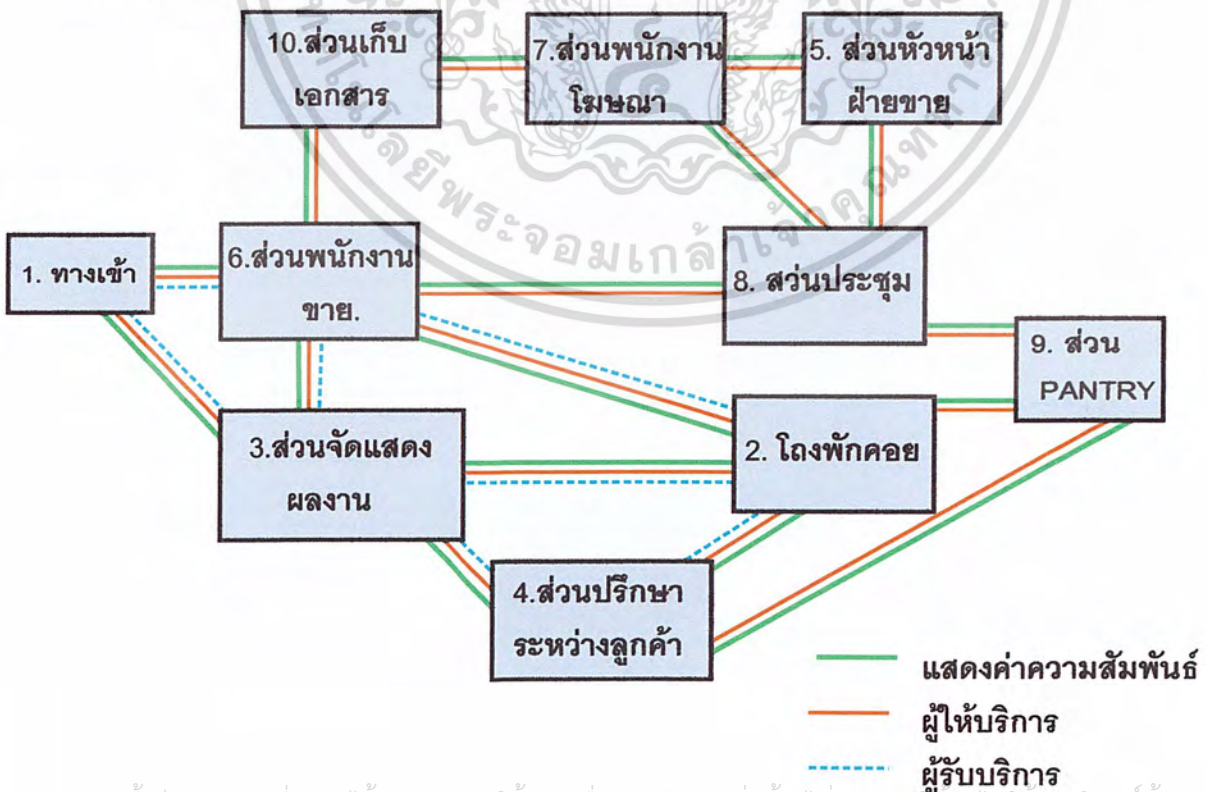 10.ส่วนเก็บ
เอกสาร
7.ส่วนพนักงาน
โฆษณา
5. ส่วนหัวหน้า
ฝ่ายขาย
1. ทางเข้า
6.ส่วนพนักงาน
ขาย.
8. สว่นประชุม
9. ส่วน
PANTRY
3.ส่วนจัดแสดง
ผลงาน
2. โถงพักคอย
4.ส่วนปรึกษา
ระหว่างลูกค้า
แสดงค่าความสัมพันธ์
ผู้ให้บริการ
ผู้รับบริการ